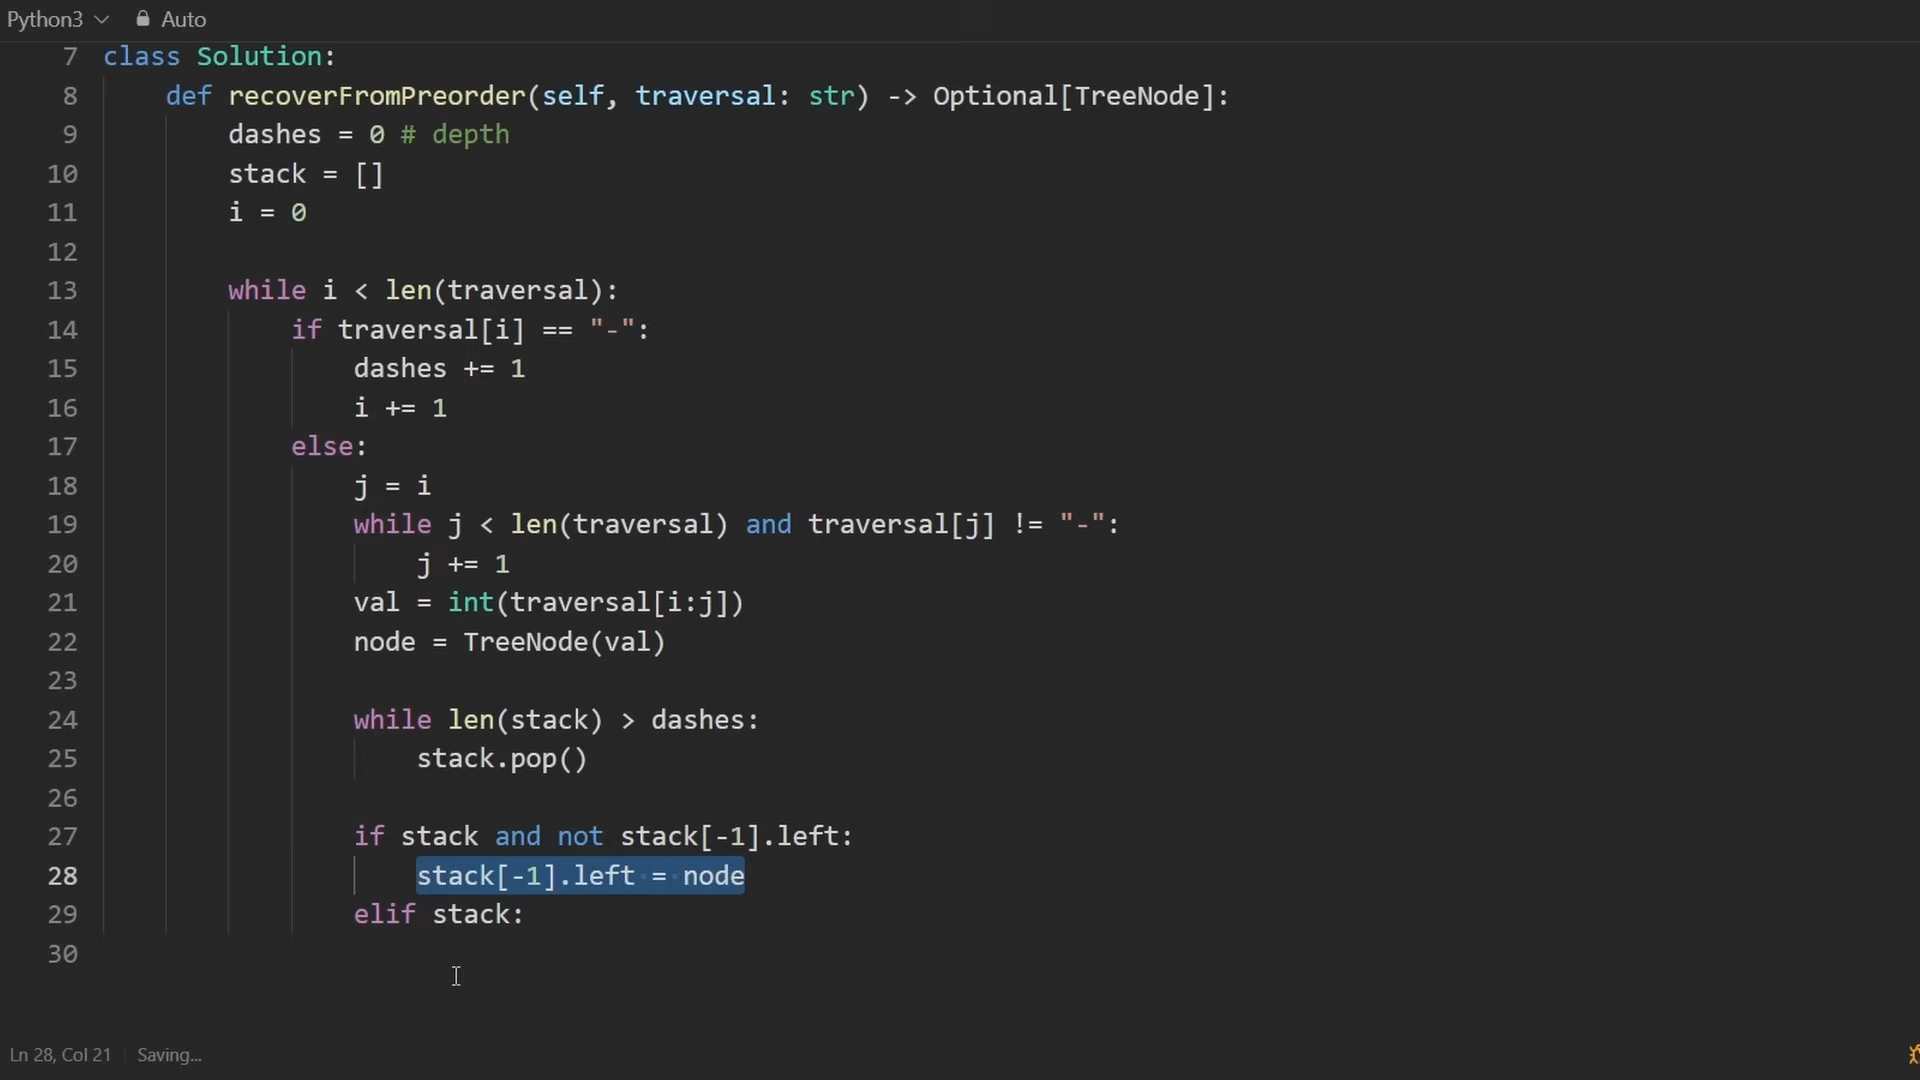 Python3 Auto
7 class Solution:
8 def recoverFromPreorder(self, traversal: str) -> Optional[TreeNode]:
9 dashes = 0 # depth
10 stack = []
11 i = 0
12
13 while i < len(traversal):
14 if traversal[i] == "-":
15 dashes += 1
16 i += 1
17 else:
18 j = i
19 while j < len(traversal) and traversal[j] != "-":
20 j += 1
21 val = int(traversal[i:j])
22 node = TreeNode(val)
23
24 while len(stack) > dashes:
25 stack.pop()
26
27 if stack and not stack[-1].left:
28 stack[-1].left = node
29 elif stack:
30
Ln 28, Col 21 Saving...